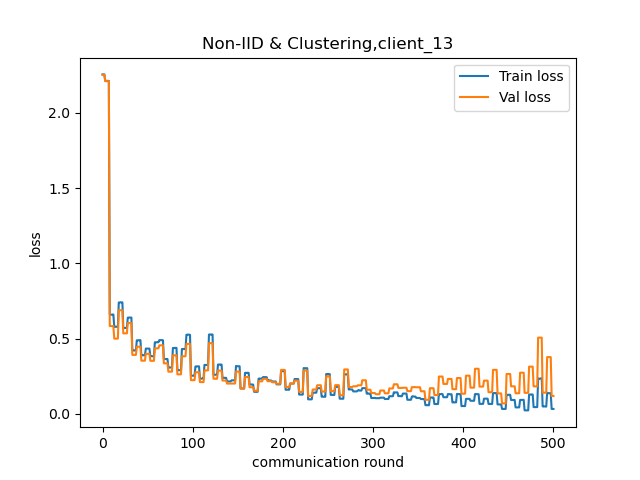 Non-IID & Clustering,client_13
Train loss
Val loss
2.0
1.5
1.0
0.5
0.0
loss
0
100
200
300
400
500
communication round